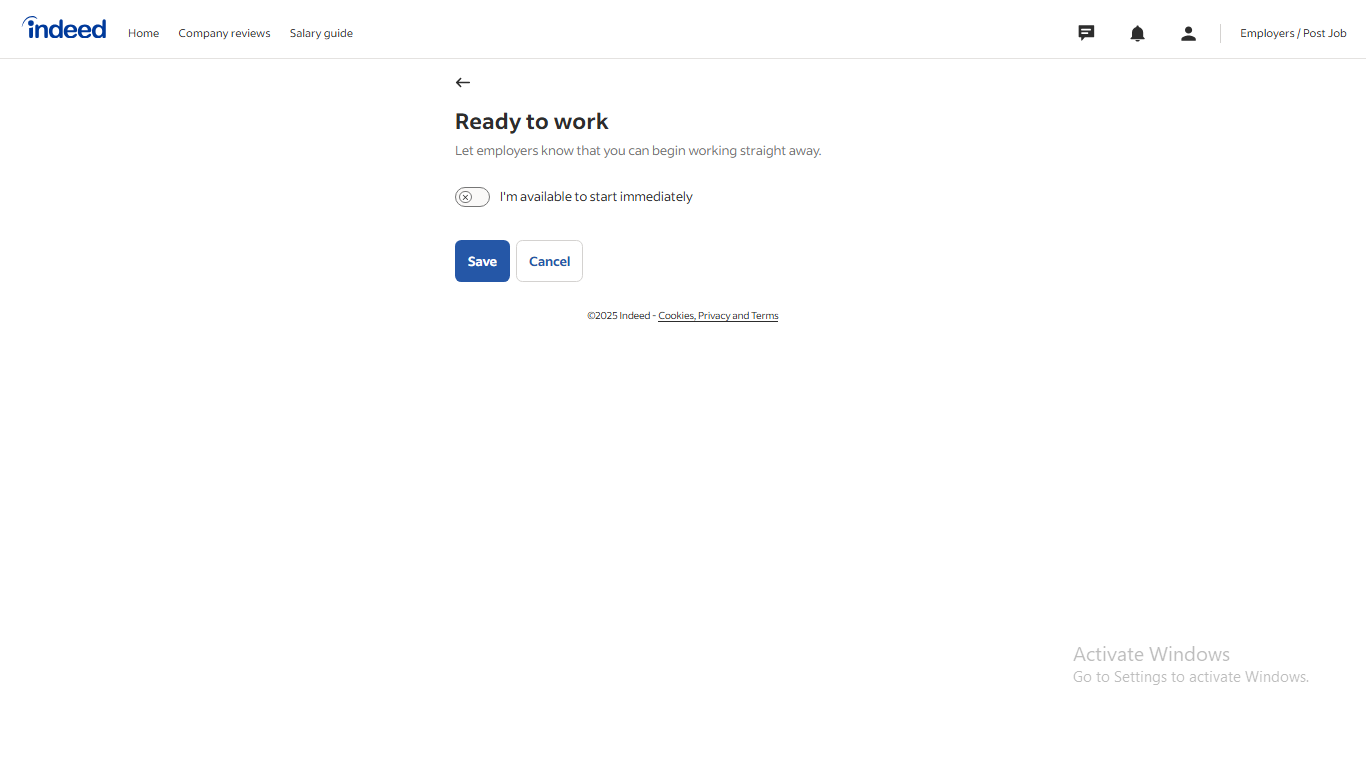 indeed Home Company reviews Salary guide Employers / Post Job
Ready to work
Let employers know that you can begin working straight away.
I'm available to start immediately
Save Cancel
©2025 Indeed - Cookies, Privacy and Terms
Activate Windows
Go to Settings to activate Windows.